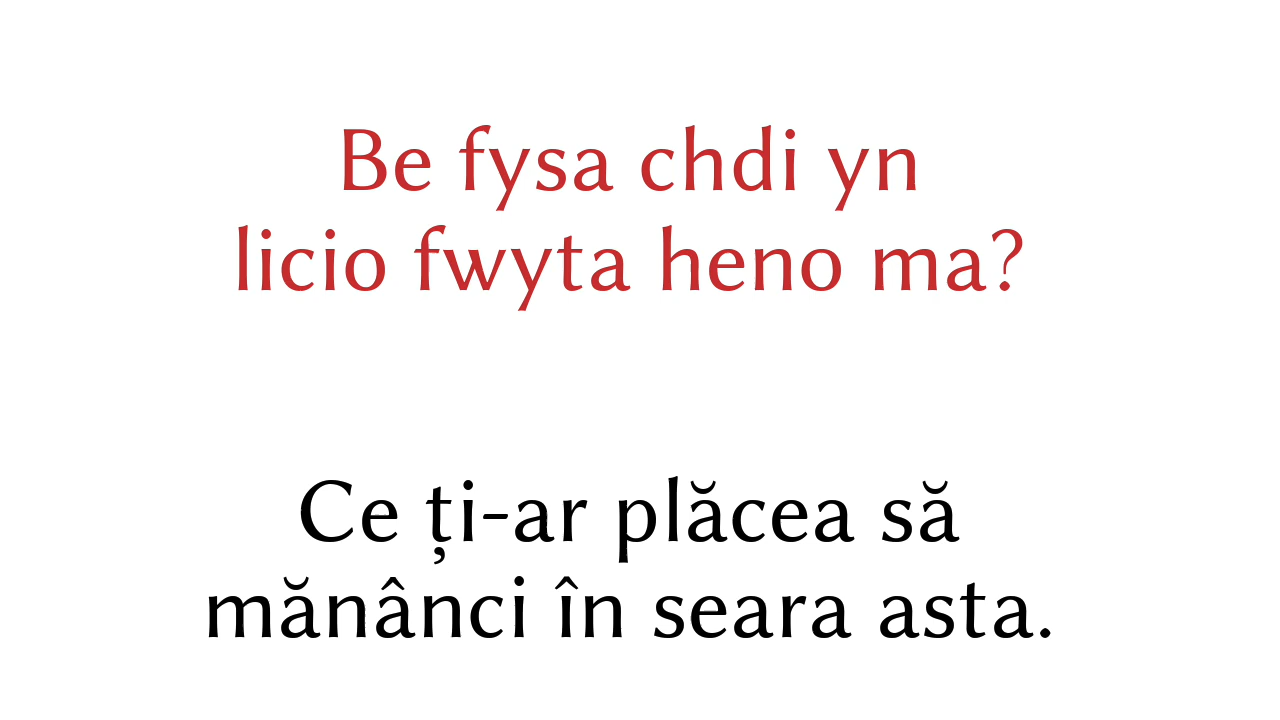 Be fysa chdi yn
licio fwyta heno ma?
Ce ți-ar plăcea să
mănânci în seara asta.